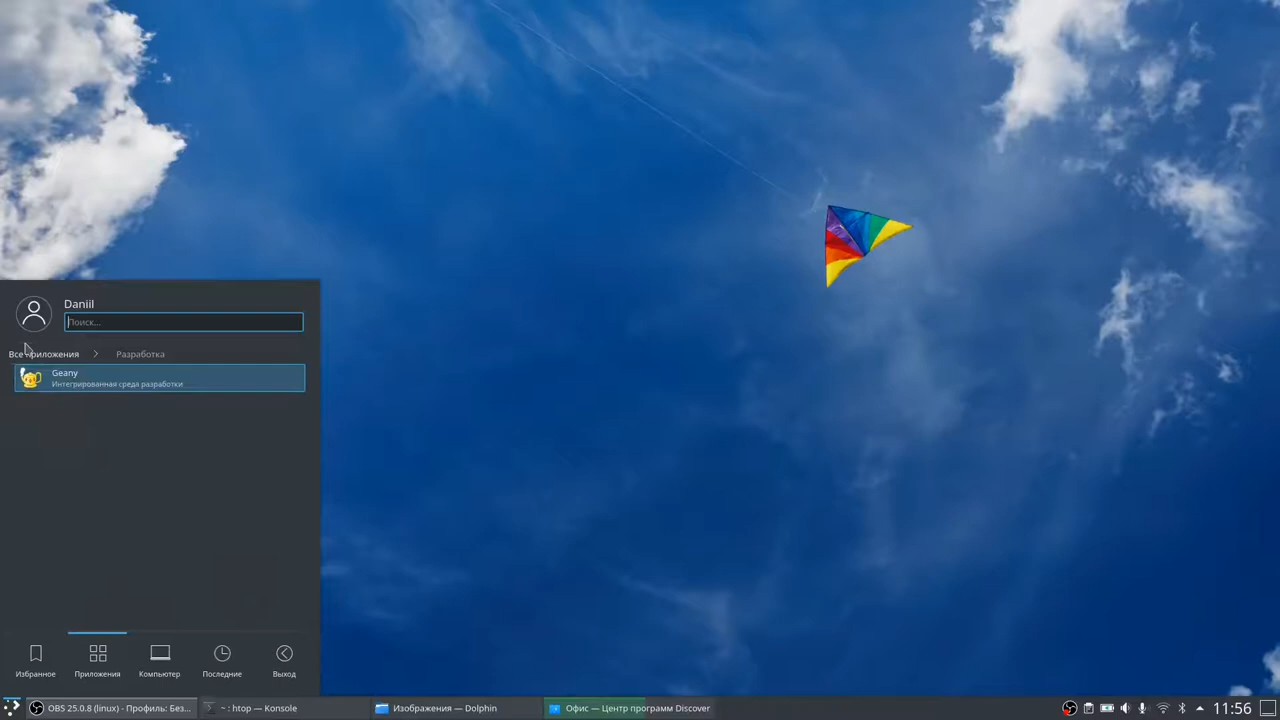 Daniil
Поиск...
Все приложения
Разработка
Geany
Интегрированная среда разработки
Избранное
Приложения
Компьютер
Последние
Выход
OBS 25.0.8 (linux) - Профиль: Без...
~ : htop — Konsole
Изображения — Dolphin
Офис — Центр программ Discover
11:56